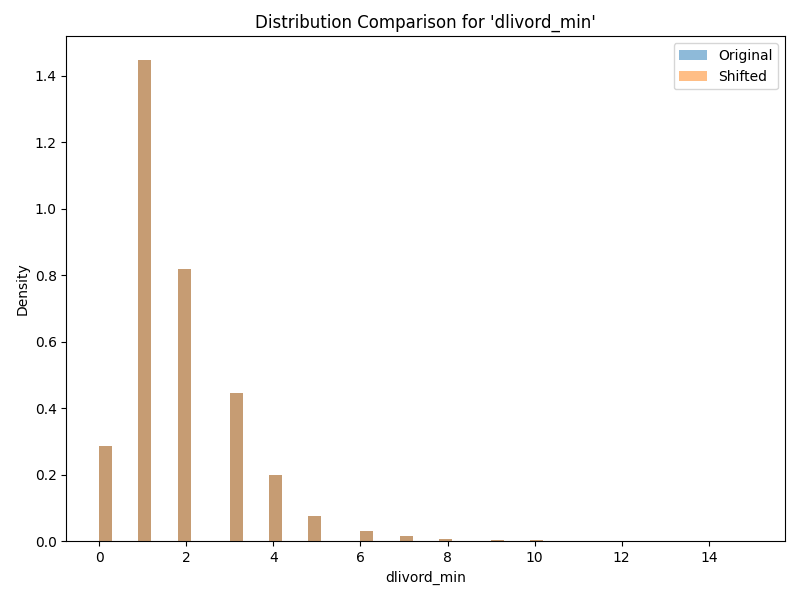 Distribution Comparison for 'dlivord_min'
Original
Shifted
Density
1.4
1.2
1.0
0.8
0.6
0.4
0.2
0.0
0 2 4 6 8 10 12 14
dlivord_min